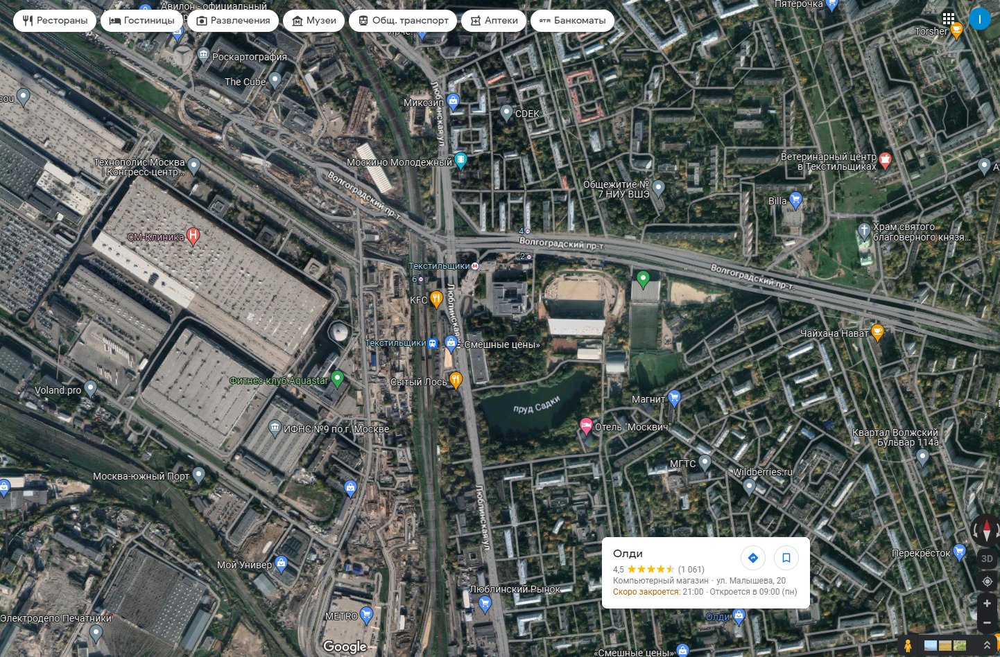 Авилон - официальный
Пятёрочка
Рестораны
Гостиницы
Развлечения
Музеи
Общ. транспорт
Аптеки
Банкоматы
I
Torsher
Роскартография
The Cube
Люблинская ул.
Миксзип
CDEK
Технополис Москва
| Конгресс-центр...
Москино Молодежный
Ветеринарный центр
в Текстильщиках
Волгоградский пр-т.
Общежитие №
7 НИУ ВШЭ
Billa
Храм святого
благоверного князя...
СМ-Клиника
4
Волгоградский пр-т.
2
Текстильщики
6
Волгоградский пр-т.
KFC
Люблинская
Чайхана Нават
Текстильщики
«Смешные цены»
Фитнес-клуб Aquastar
Сытый Лось
Voland.pro
пруд Садки
Магнит
ИФНС №9 по г. Москве
Отель "Москвич"
Квартал Волжский
Бульвар 114а
МГТС
Wildberries.ru
Москва-южный Порт
Люблинская ул.
Олди
4,5
(1 061)
Компьютерный магазин · ул. Малышева, 20
Скоро закроется: 21:00 · Откроется в 09:00 (пн)
Перекрёсток
3D
Мой Универ
Люблинский Рынок
METRO
Электродепо Печатники
Олди
Google
«Смешные цены»